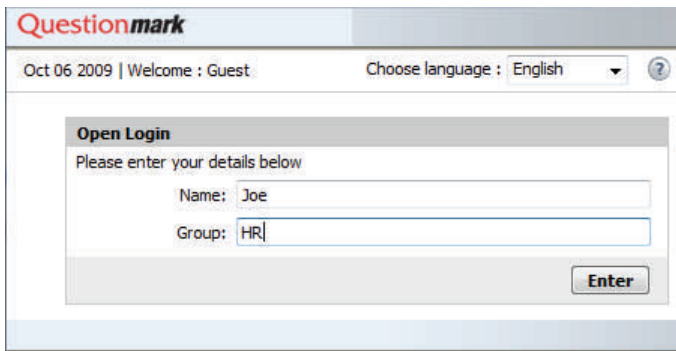 Questionmark
Oct 06 2009 | Welcome : Guest Choose language : English ?
Open Login
Please enter your details below
Name: Joe
Group: HR
Enter